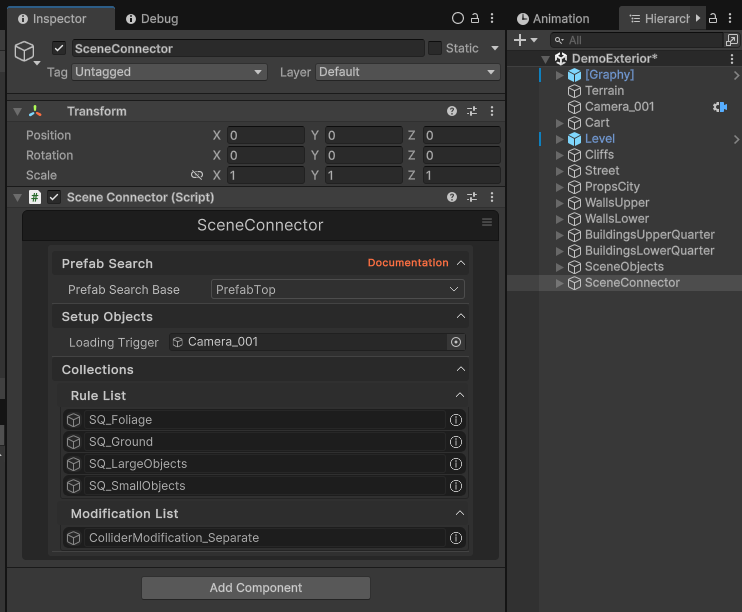 Inspector
Debug
SceneConnector
Static
Tag Untagged Layer Default
Transform
Position X 0 Y 0 Z 0
Rotation X 0 Y 0 Z 0
Scale X 1 Y 1 Z 1
# Scene Connector (Script)
SceneConnector
Prefab Search Documentation
Prefab Search Base PrefabTop
Setup Objects
Loading Trigger Camera_001
Collections
Rule List
SQ_Foliage
SQ_Ground
SQ_LargeObjects
SQ_SmallObjects
Modification List
ColliderModification_Separate
Add Component
Animation
Hierarch
All
DemoExterior*
[Graphy]
Terrain
Camera_001
Cart
Level
Cliffs
Street
PropsCity
WallsUpper
WallsLower
BuildingsUpperQuarter
BuildingsLowerQuarter
SceneObjects
SceneConnector